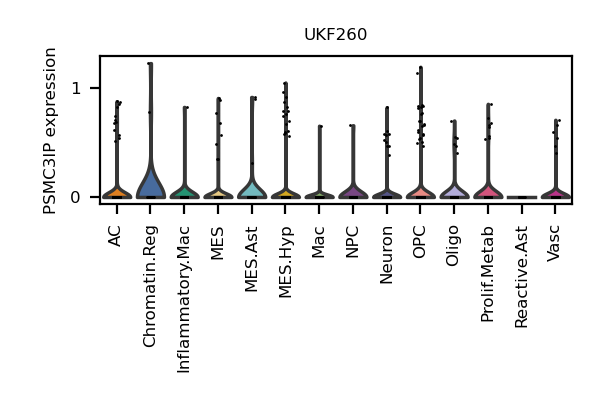 UKF260
PSMC3IP expression
1
0
AC
Chromatin.Reg
Inflammatory.Mac
MES
MES.Ast
MES.Hyp
Mac
NPC
Neuron
OPC
Oligo
Prolif.Metab
Reactive.Ast
Vasc